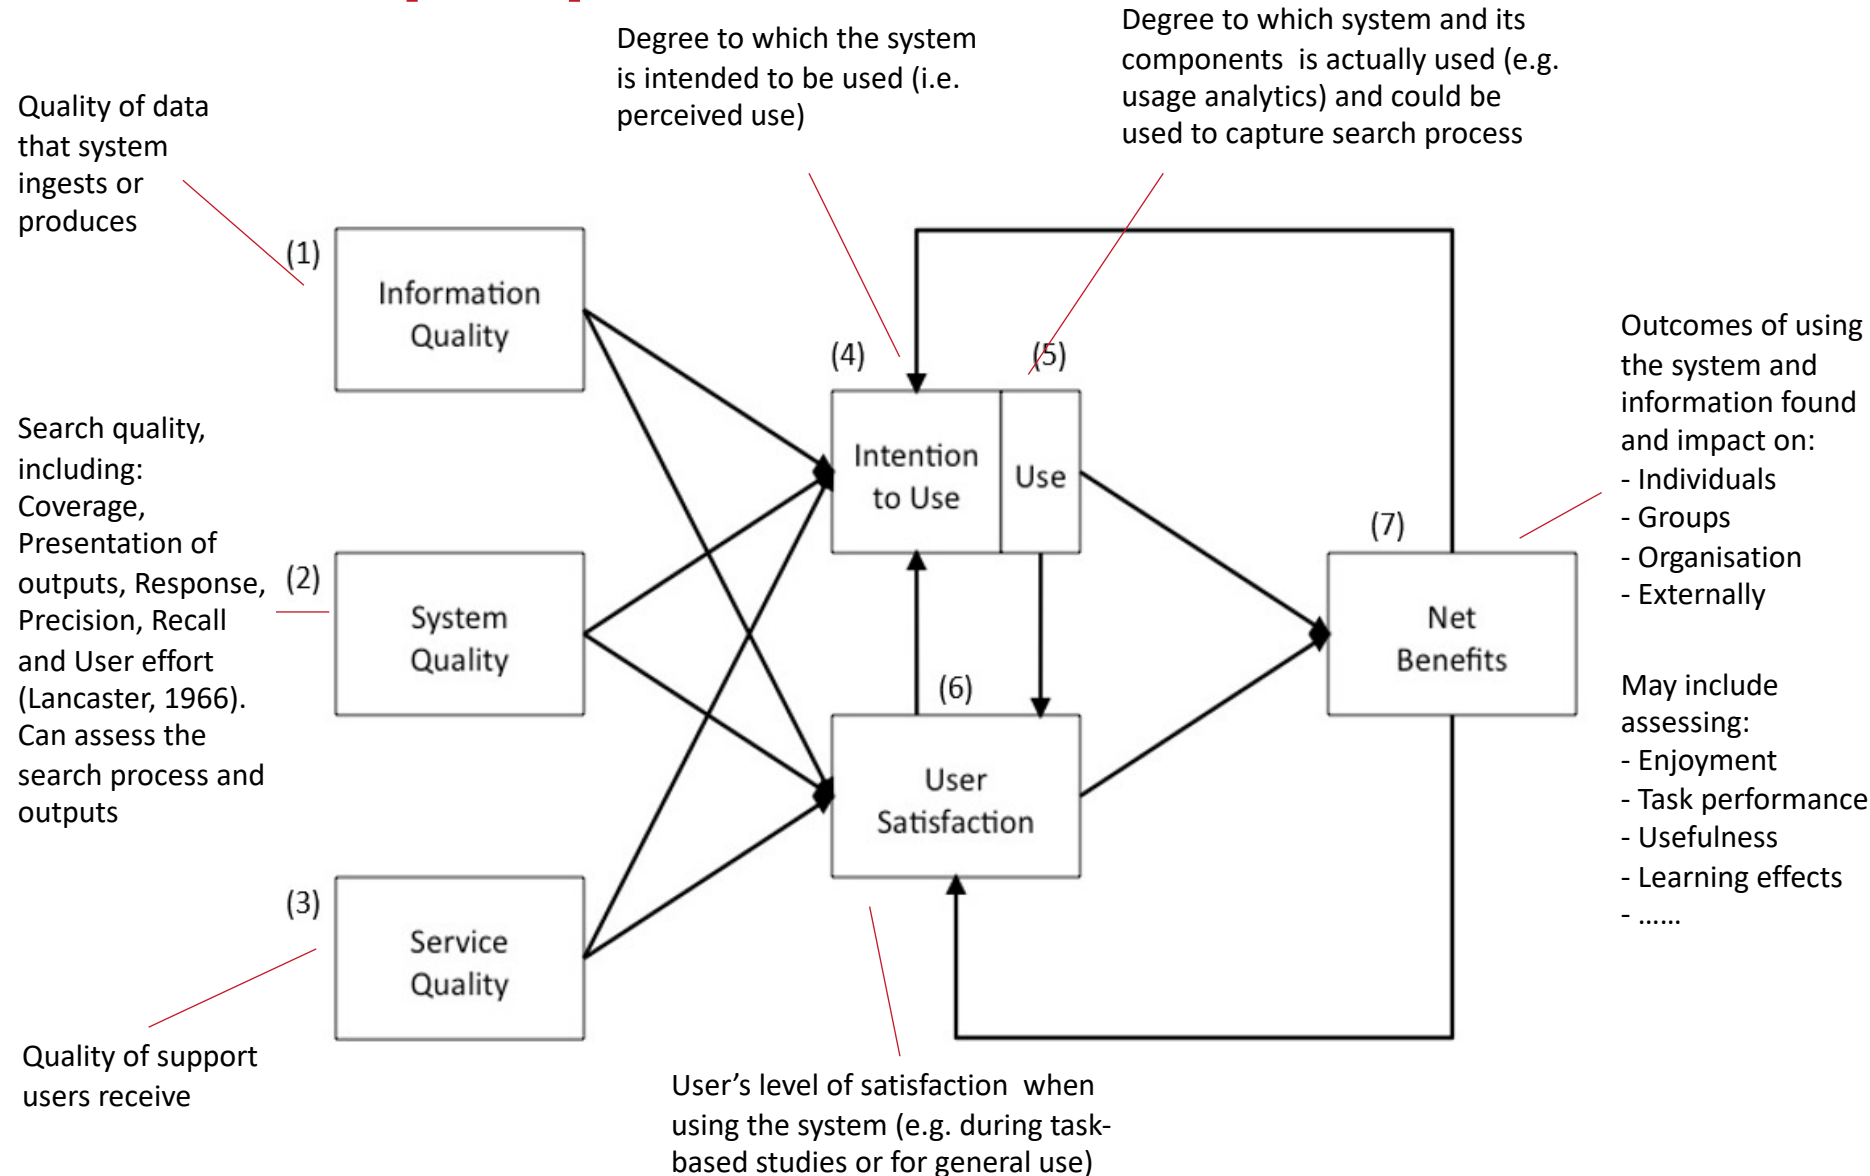 Degree to which the system
is intended to be used (i.e.
perceived use)
Degree to which system and its
components  is actually used (e.g.
usage analytics) and could be
used to capture search process
Quality of data
that system
ingests or
produces
(1)
Information
Quality
Search quality,
including:
Coverage,
Presentation of
outputs, Response,
Precision, Recall
and User effort
(Lancaster, 1966).
Can assess the
search process and
outputs
(2)
System
Quality
(3)
Service
Quality
Quality of support
users receive
(4)
Intention
to Use
(5)
Use
(6)
User
Satisfaction
User’s level of satisfaction  when
using the system (e.g. during task-
based studies or for general use)
(7)
Net
Benefits
Outcomes of using
the system and
information found
and impact on:
- Individuals
- Groups
- Organisation
- Externally
May include
assessing:
- Enjoyment
- Task performance
- Usefulness
- Learning effects
- ……